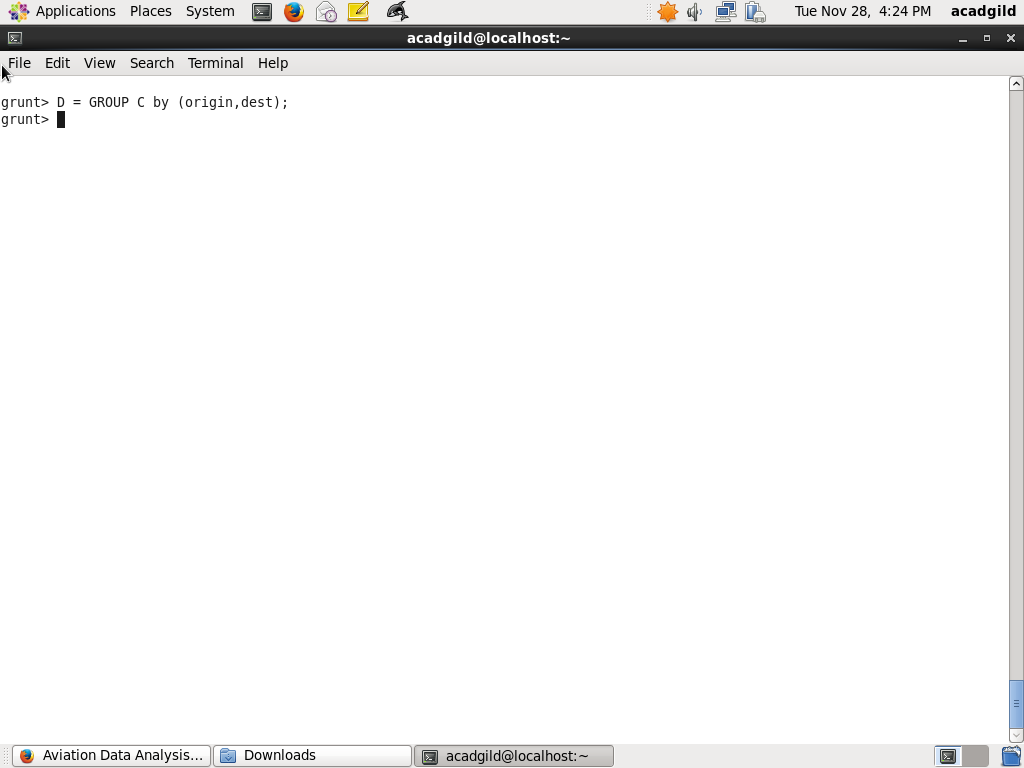 Applications Places System Tue Nov 28, 4:24 PM acadgild
acadgild@localhost:~
File Edit View Search Terminal Help
grunt> D = GROUP C by (origin,dest);
grunt>
Aviation Data Analysis... Downloads acadgild@localhost:~